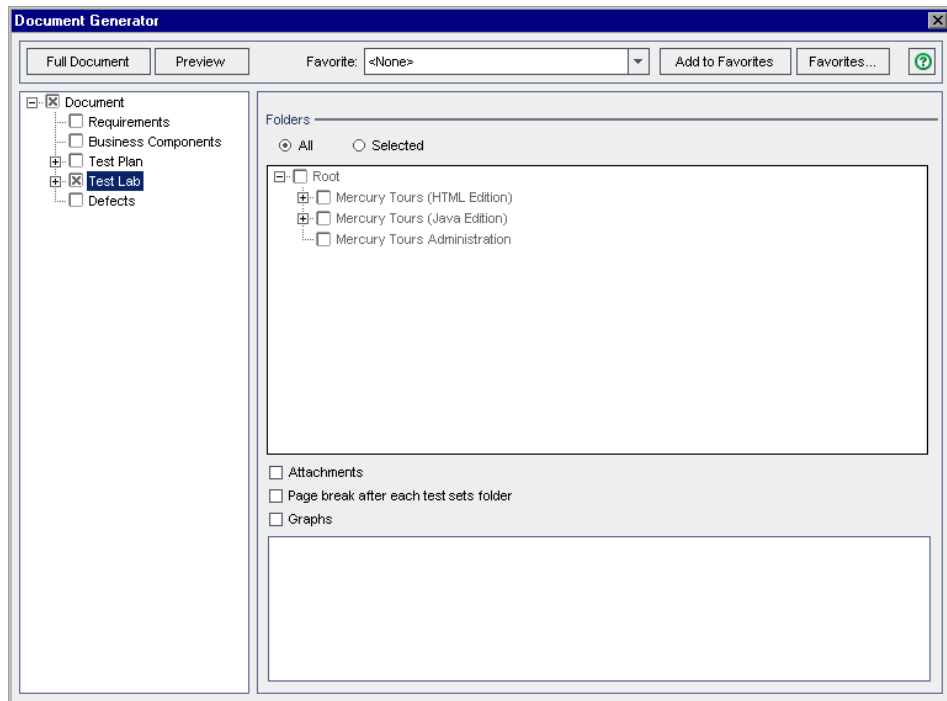 Document Generator
Full Document Preview Favorite: <None> Add to Favorites Favorites...
Document
Requirements
Business Components
Test Plan
Test Lab
Defects
Folders
All Selected
Root
Mercury Tours (HTML Edition)
Mercury Tours (Java Edition)
Mercury Tours Administration
Attachments
Page break after each test sets folder
Graphs